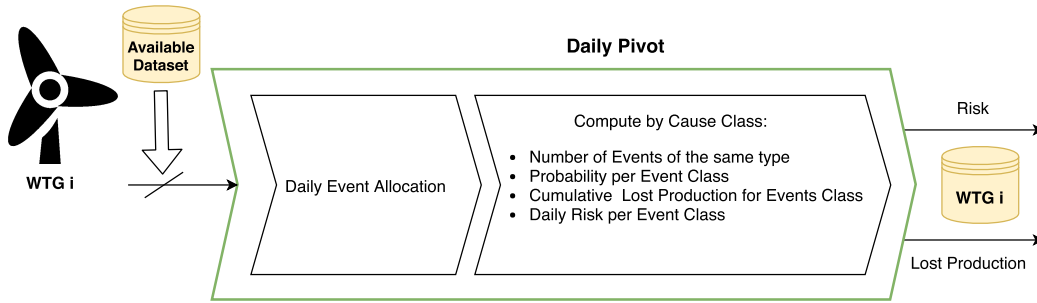 Available
Dataset
WTG i
Daily Pivot
Daily Event Allocation
Compute by Cause Class:
• Number of Events of the same type
• Probability per Event Class
• Cumulative Lost Production for Events Class
• Daily Risk per Event Class
Risk
WTG i
Lost Production